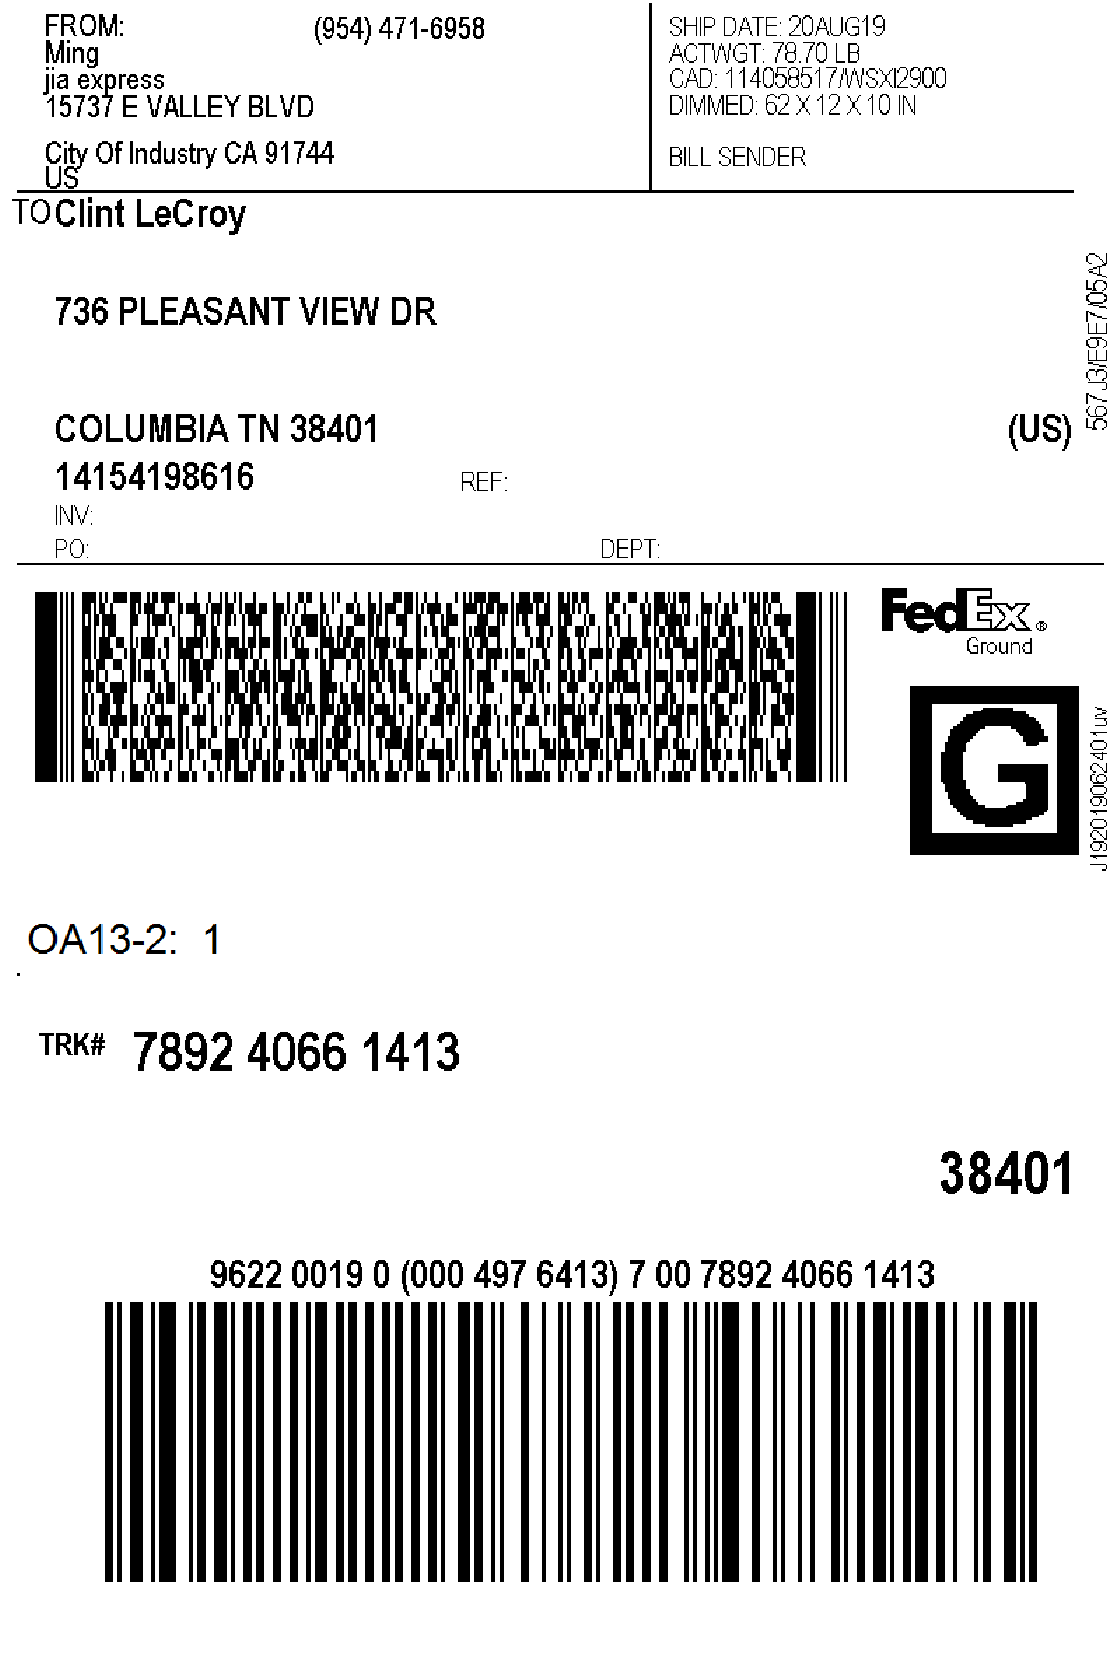 FROM: (954) 471-6958
Ming
jia express
15737 E VALLEY BLVD
City Of Industry CA 91744
US
SHIP DATE: 20AUG19
ACTWGT: 78.70 LB
CAD: 114058517/WSXI2900
DIMMED: 62 X 12 X 10 IN
BILL SENDER
TO Clint LeCroy
736 PLEASANT VIEW DR
COLUMBIA TN 38401 (US)
14154198616 REF:
INV:
PO: DEPT:
567J3/E9E7/05A2
FedEx®
Ground
G
J192019062401uv
OA13-2: 1
TRK# 7892 4066 1413
38401
9622 0019 0 (000 497 6413) 7 00 7892 4066 1413